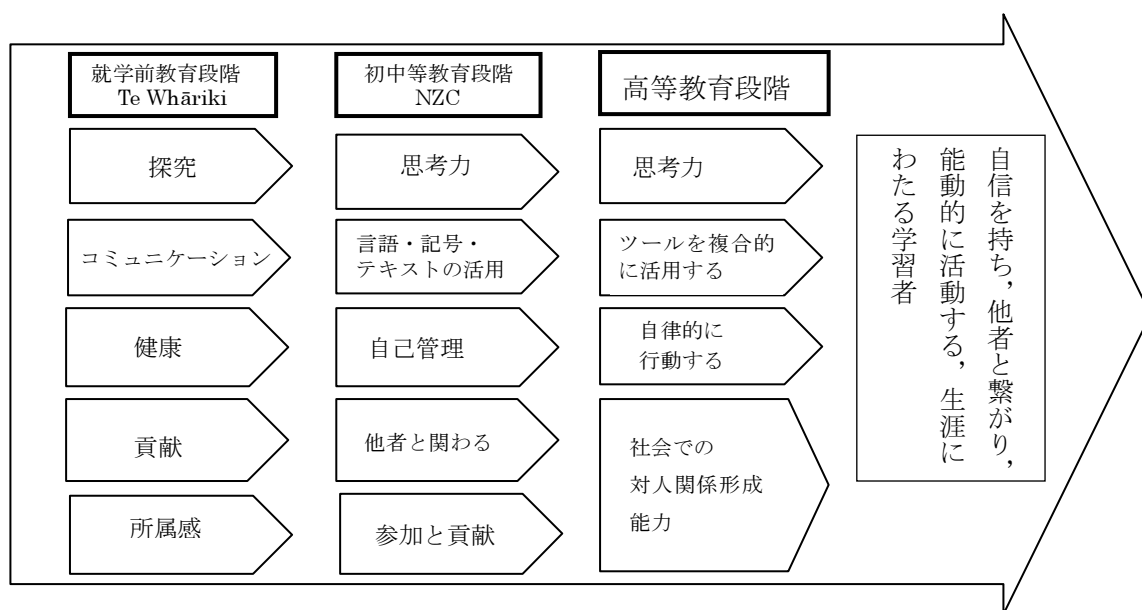 就学前教育段階
Te Whāriki
初中等教育段階
NZC
高等教育段階
探究
思考力
思考力
コミュニケーション
言語・記号・
テキストの活用
ツールを複合的
に活用する
健康
自己管理
自律的に
行動する
貢献
他者と関わる
社会での
対人関係形成
能力
所属感
参加と貢献
自信を持ち，他者と繋がり，
能動的に活動する，生涯に
わたる学習者